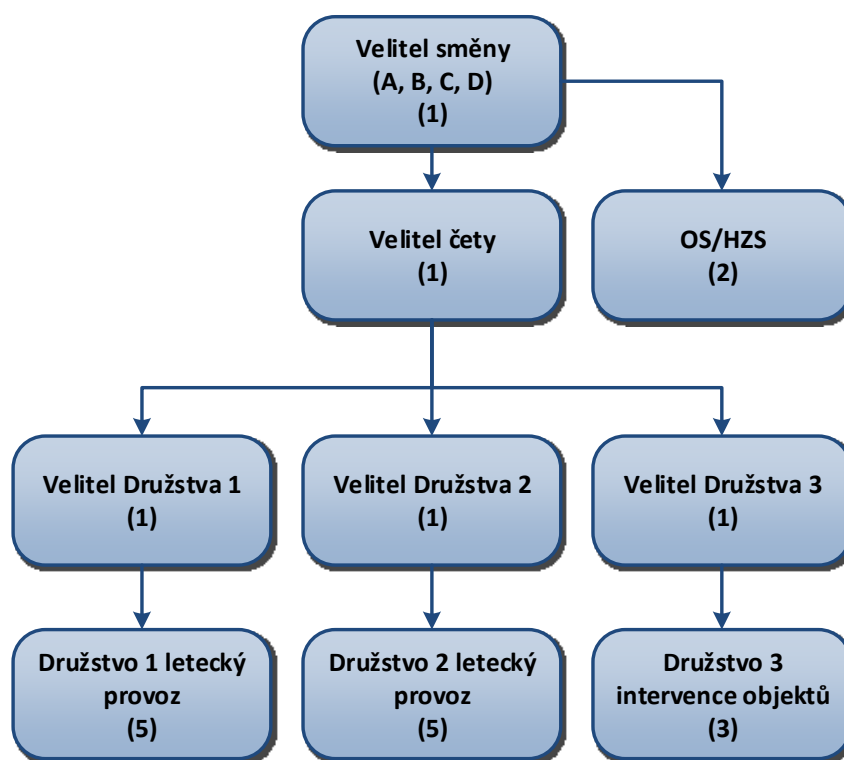 Velitel směny
(A, B, C, D)
(1)
Velitel čety
(1)
OS/HZS
(2)
Velitel Družstva 1
(1)
Velitel Družstva 2
(1)
Velitel Družstva 3
(1)
Družstvo 1 letecký
provoz
(5)
Družstvo 2 letecký
provoz
(5)
Družstvo 3
intervence objektů
(3)